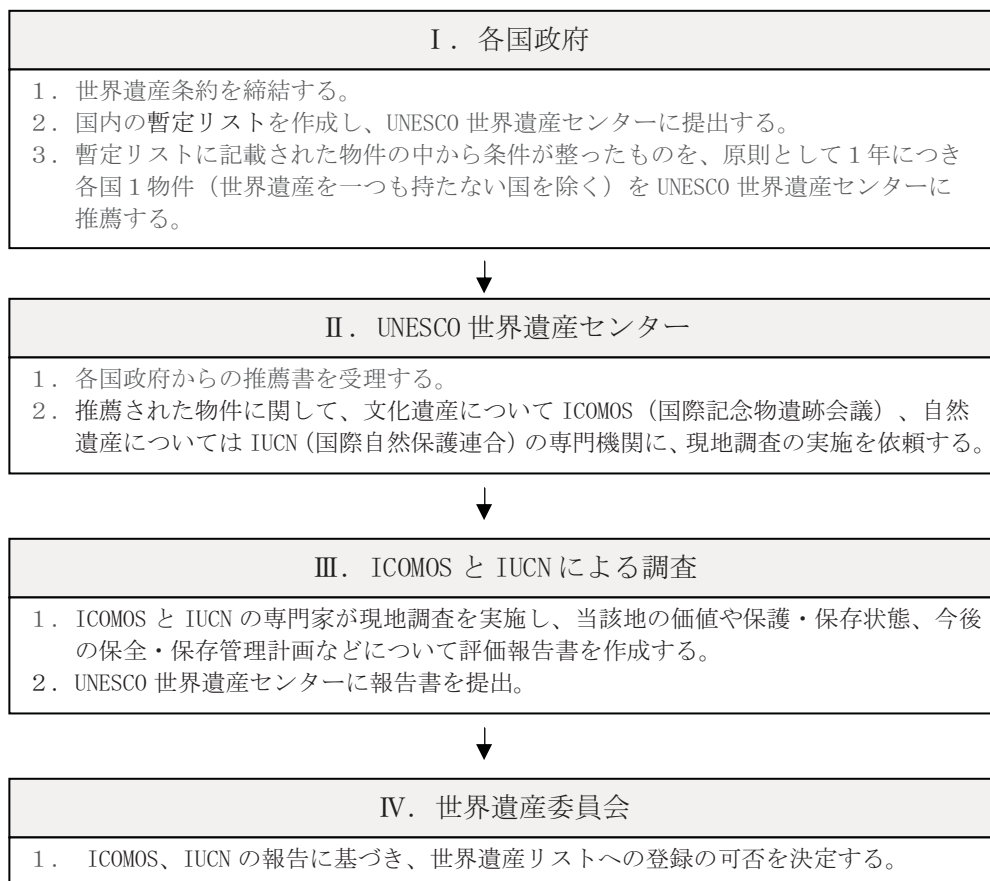 Ⅰ．各国政府
１．世界遺産条約を締結する。
２．国内の暫定リストを作成し、UNESCO 世界遺産センターに提出する。
３．暫定リストに記載された物件の中から条件が整ったものを、原則として１年につき
各国１物件（世界遺産を一つも持たない国を除く）を UNESCO 世界遺産センターに
推薦する。
Ⅱ．UNESCO 世界遺産センター
１．各国政府からの推薦書を受理する。
２．推薦された物件に関して、文化遺産について ICOMOS（国際記念物遺跡会議）、自然
遺産については IUCN（国際自然保護連合）の専門機関に、現地調査の実施を依頼する。
Ⅲ．ICOMOS と IUCN による調査
１．ICOMOS と IUCN の専門家が現地調査を実施し、当該地の価値や保護・保存状態、今後
の保全・保存管理計画などについて評価報告書を作成する。
２．UNESCO 世界遺産センターに報告書を提出。
Ⅳ．世界遺産委員会
１． ICOMOS、IUCN の報告に基づき、世界遺産リストへの登録の可否を決定する。